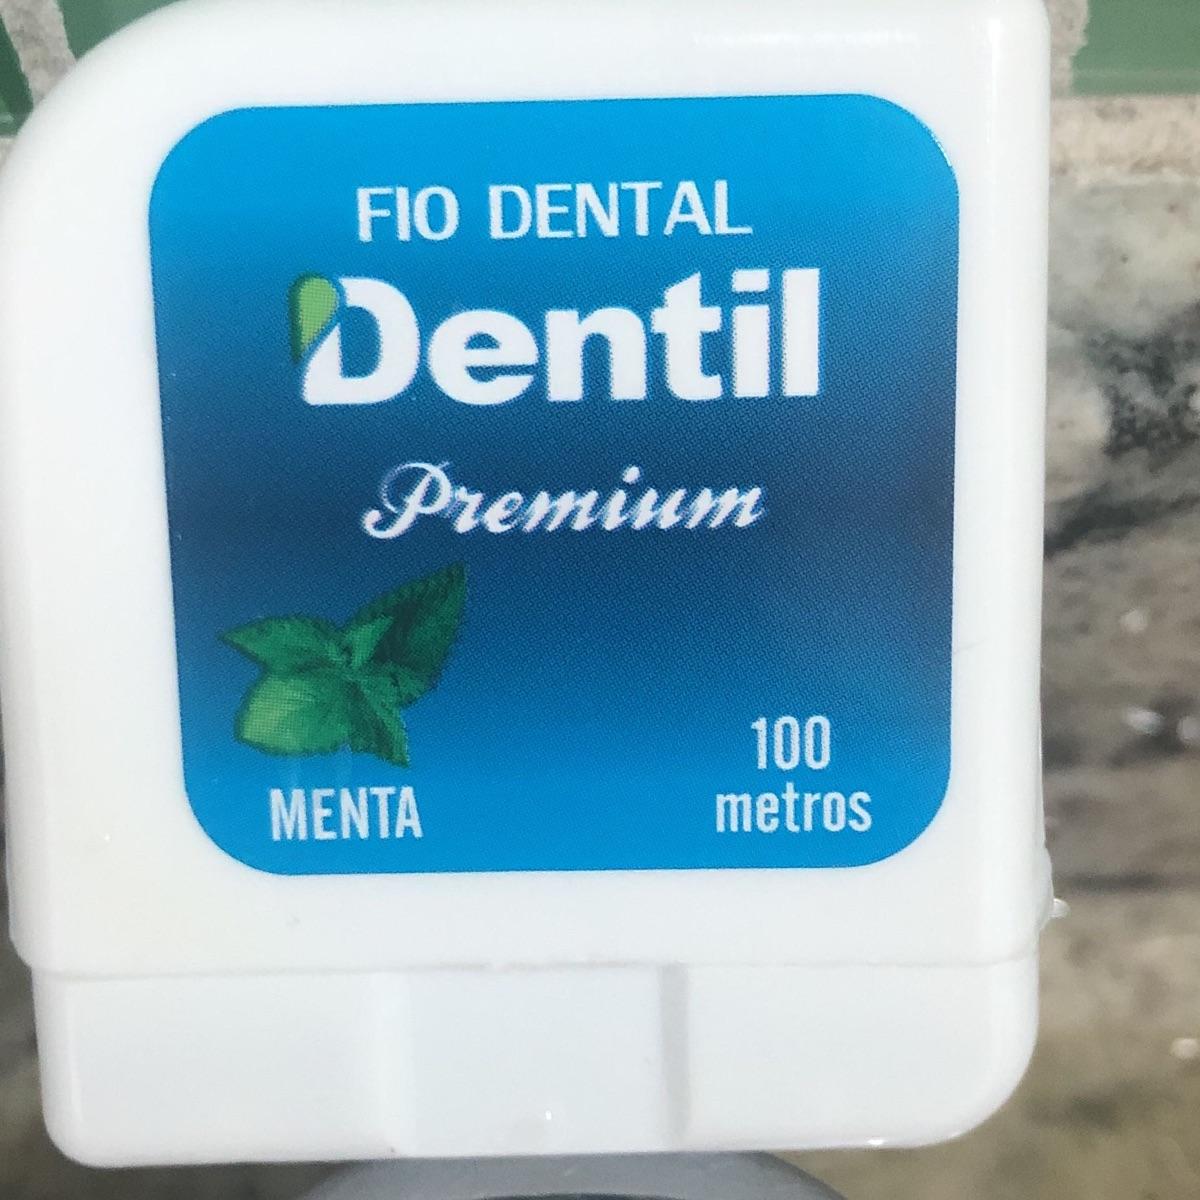 FIO DENTAL
Dentil
Premium
MENTA
100
metros